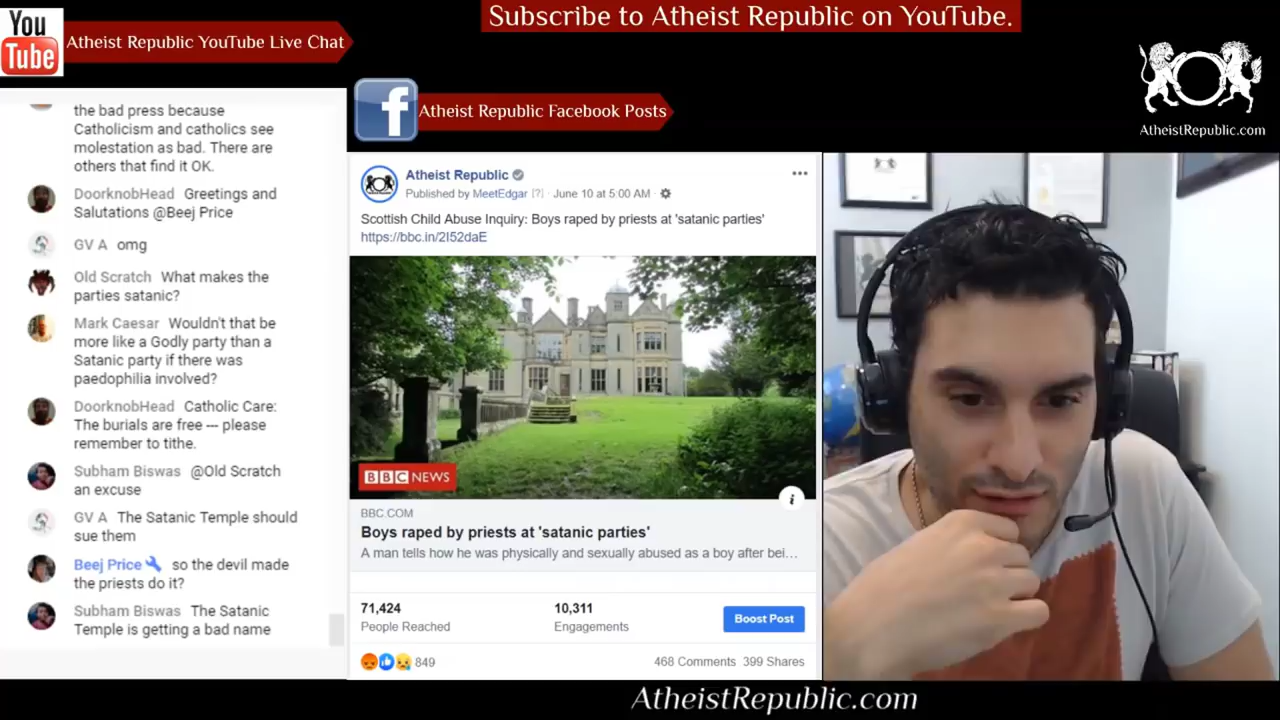 Subscribe to Atheist Republic on YouTube.
You
Tube
Atheist Republic YouTube Live Chat
f
Atheist Republic Facebook Posts
AtheistRepublic.com
the bad press because
Catholicism and catholics see
molestation as bad. There are
others that find it OK.
DoorknobHead Greetings and
Salutations @Beej Price
GV A omg
Old Scratch What makes the
parties satanic?
Mark Caesar Wouldn't that be
more like a Godly party than a
Satanic party if there was
paedophilia involved?
DoorknobHead Catholic Care:
The burials are free --- please
remember to tithe.
Subham Biswas @Old Scratch
an excuse
GV A The Satanic Temple should
sue them
Beej Price so the devil made
the priests do it?
Subham Biswas The Satanic
Temple is getting a bad name
Atheist Republic
Published by MeetEdgar [?] · June 10 at 5:00 AM ·
Scottish Child Abuse Inquiry: Boys raped by priests at 'satanic parties'
https://bbc.in/2I52daE
BBC NEWS
i
BBC.COM
Boys raped by priests at 'satanic parties'
A man tells how he was physically and sexually abused as a boy after bei...
71,424
People Reached
10,311
Engagements
Boost Post
849
468 Comments 399 Shares
AtheistRepublic.com